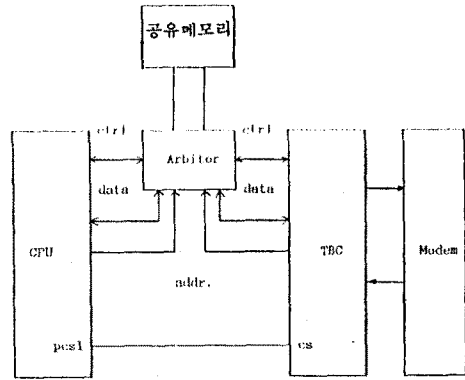 공유메모리
ctrl
ctrl
Arbitor
data
data
CPU
TBC
Modem
addr.
pcs1
cs